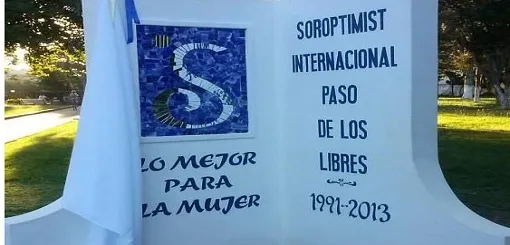 S
LO MEJOR
PARA
LA MUJER
SOROPTIMIST
INTERNACIONAL
PASO
DE LOS
LIBRES
1991--2013